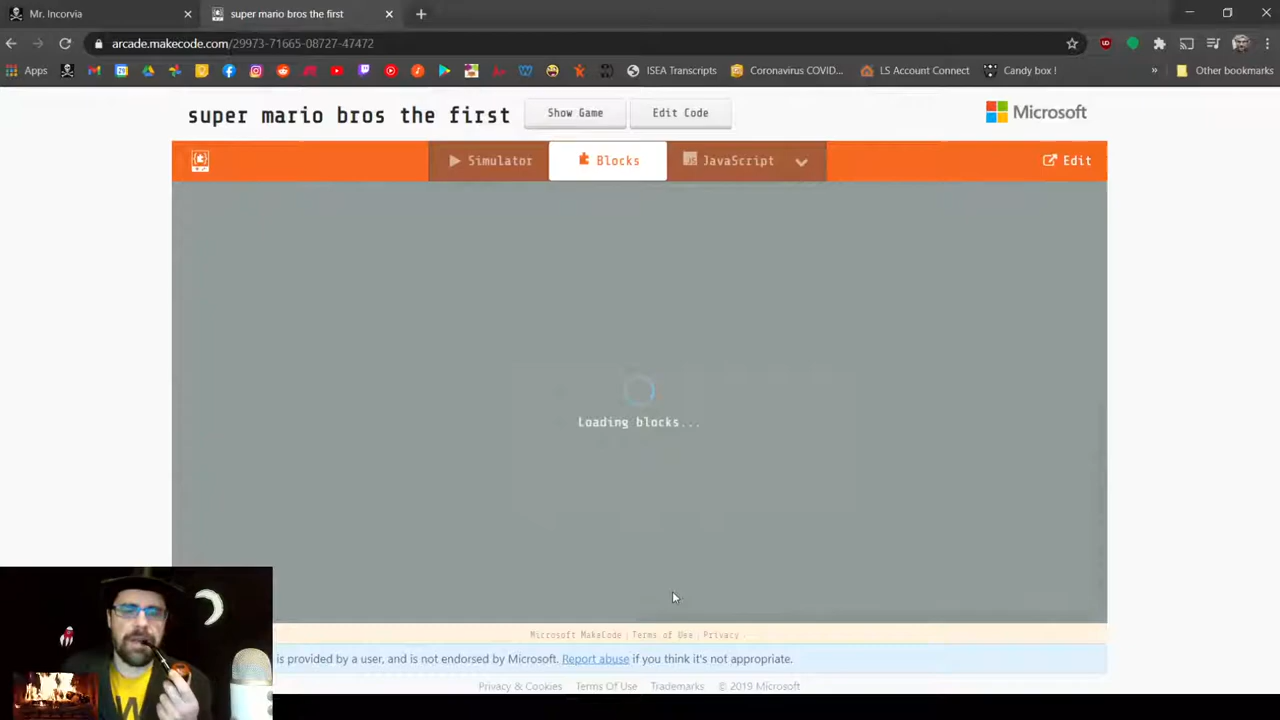 Mr. Incorvia
super mario bros the first
arcade.makecode.com/29973-71665-08727-47472
Apps
ISEA Transcripts
Coronavirus COVID...
LS Account Connect
Candy box !
»
Other bookmarks
super mario bros the first
Show Game
Edit Code
Microsoft
Simulator
Blocks
JavaScript
Edit
Loading blocks...
Microsoft MakeCode | Terms of Use | Privacy
is provided by a user, and is not endorsed by Microsoft. Report abuse if you think it's not appropriate.
Privacy & Cookies Terms Of Use Trademarks © 2019 Microsoft
W